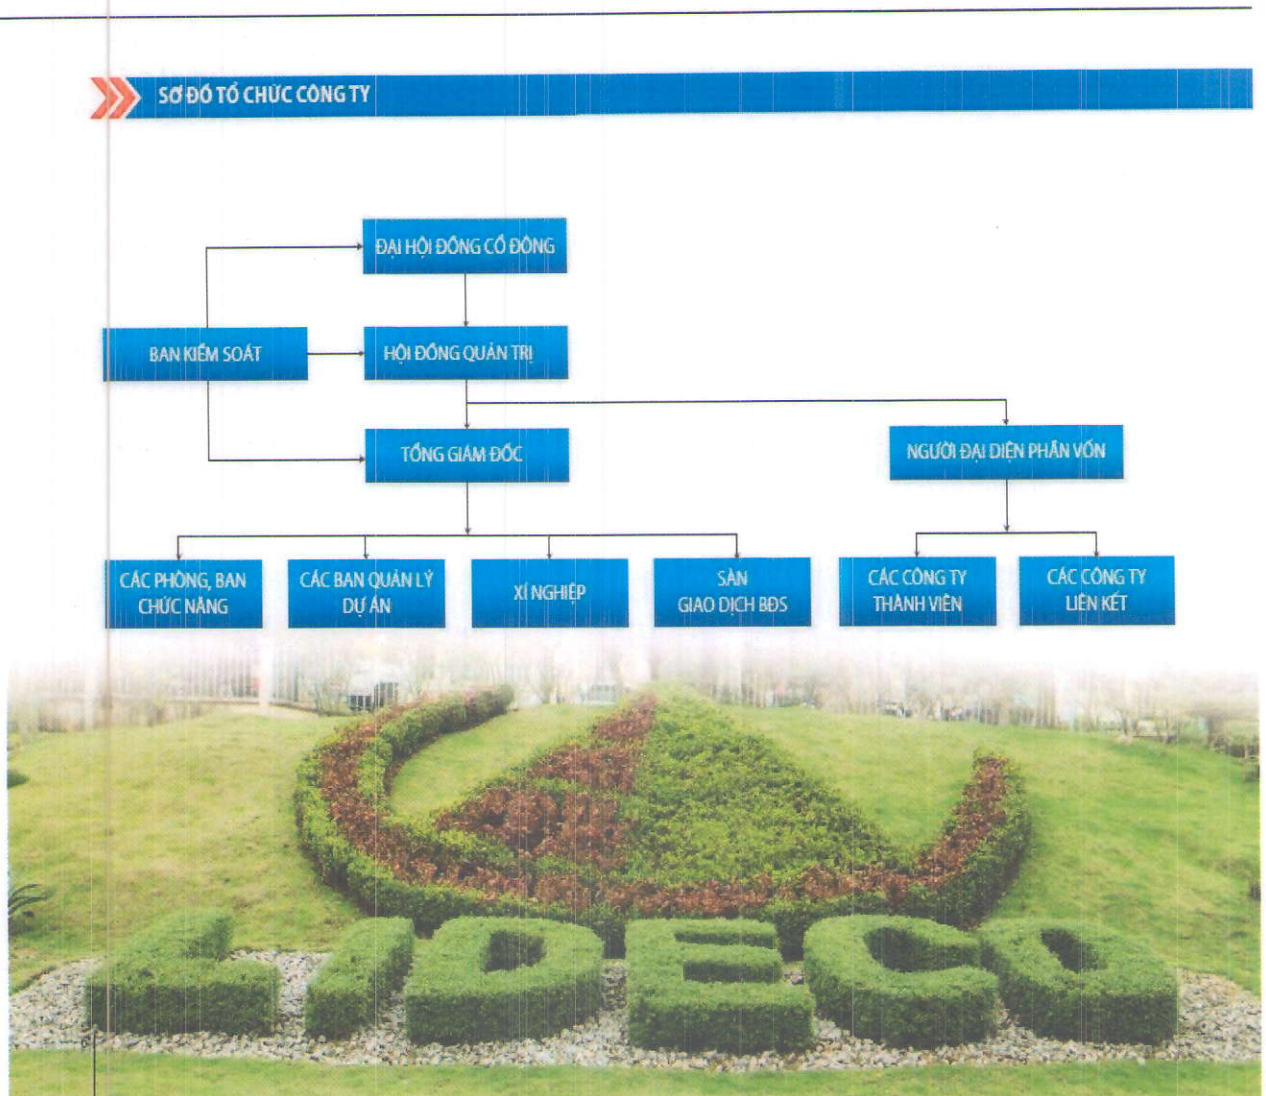 SƠ ĐỒ TỔ CHỨC CÔNG TY
ĐẠI HỘI ĐỒNG CỔ ĐÔNG
BAN KIỂM SOÁT
HỘI ĐỒNG QUẢN TRỊ
TỔNG GIÁM ĐỐC
NGƯỜI ĐẠI DIỆN PHẦN VỐN
CÁC PHÒNG, BAN
CHỨC NĂNG
CÁC BAN QUẢN LÝ
DỰ ÁN
XÍ NGHIỆP
SÀN
GIAO DỊCH BĐS
CÁC CÔNG TY
THÀNH VIÊN
CÁC CÔNG TY
LIÊN KẾT
LIDECO